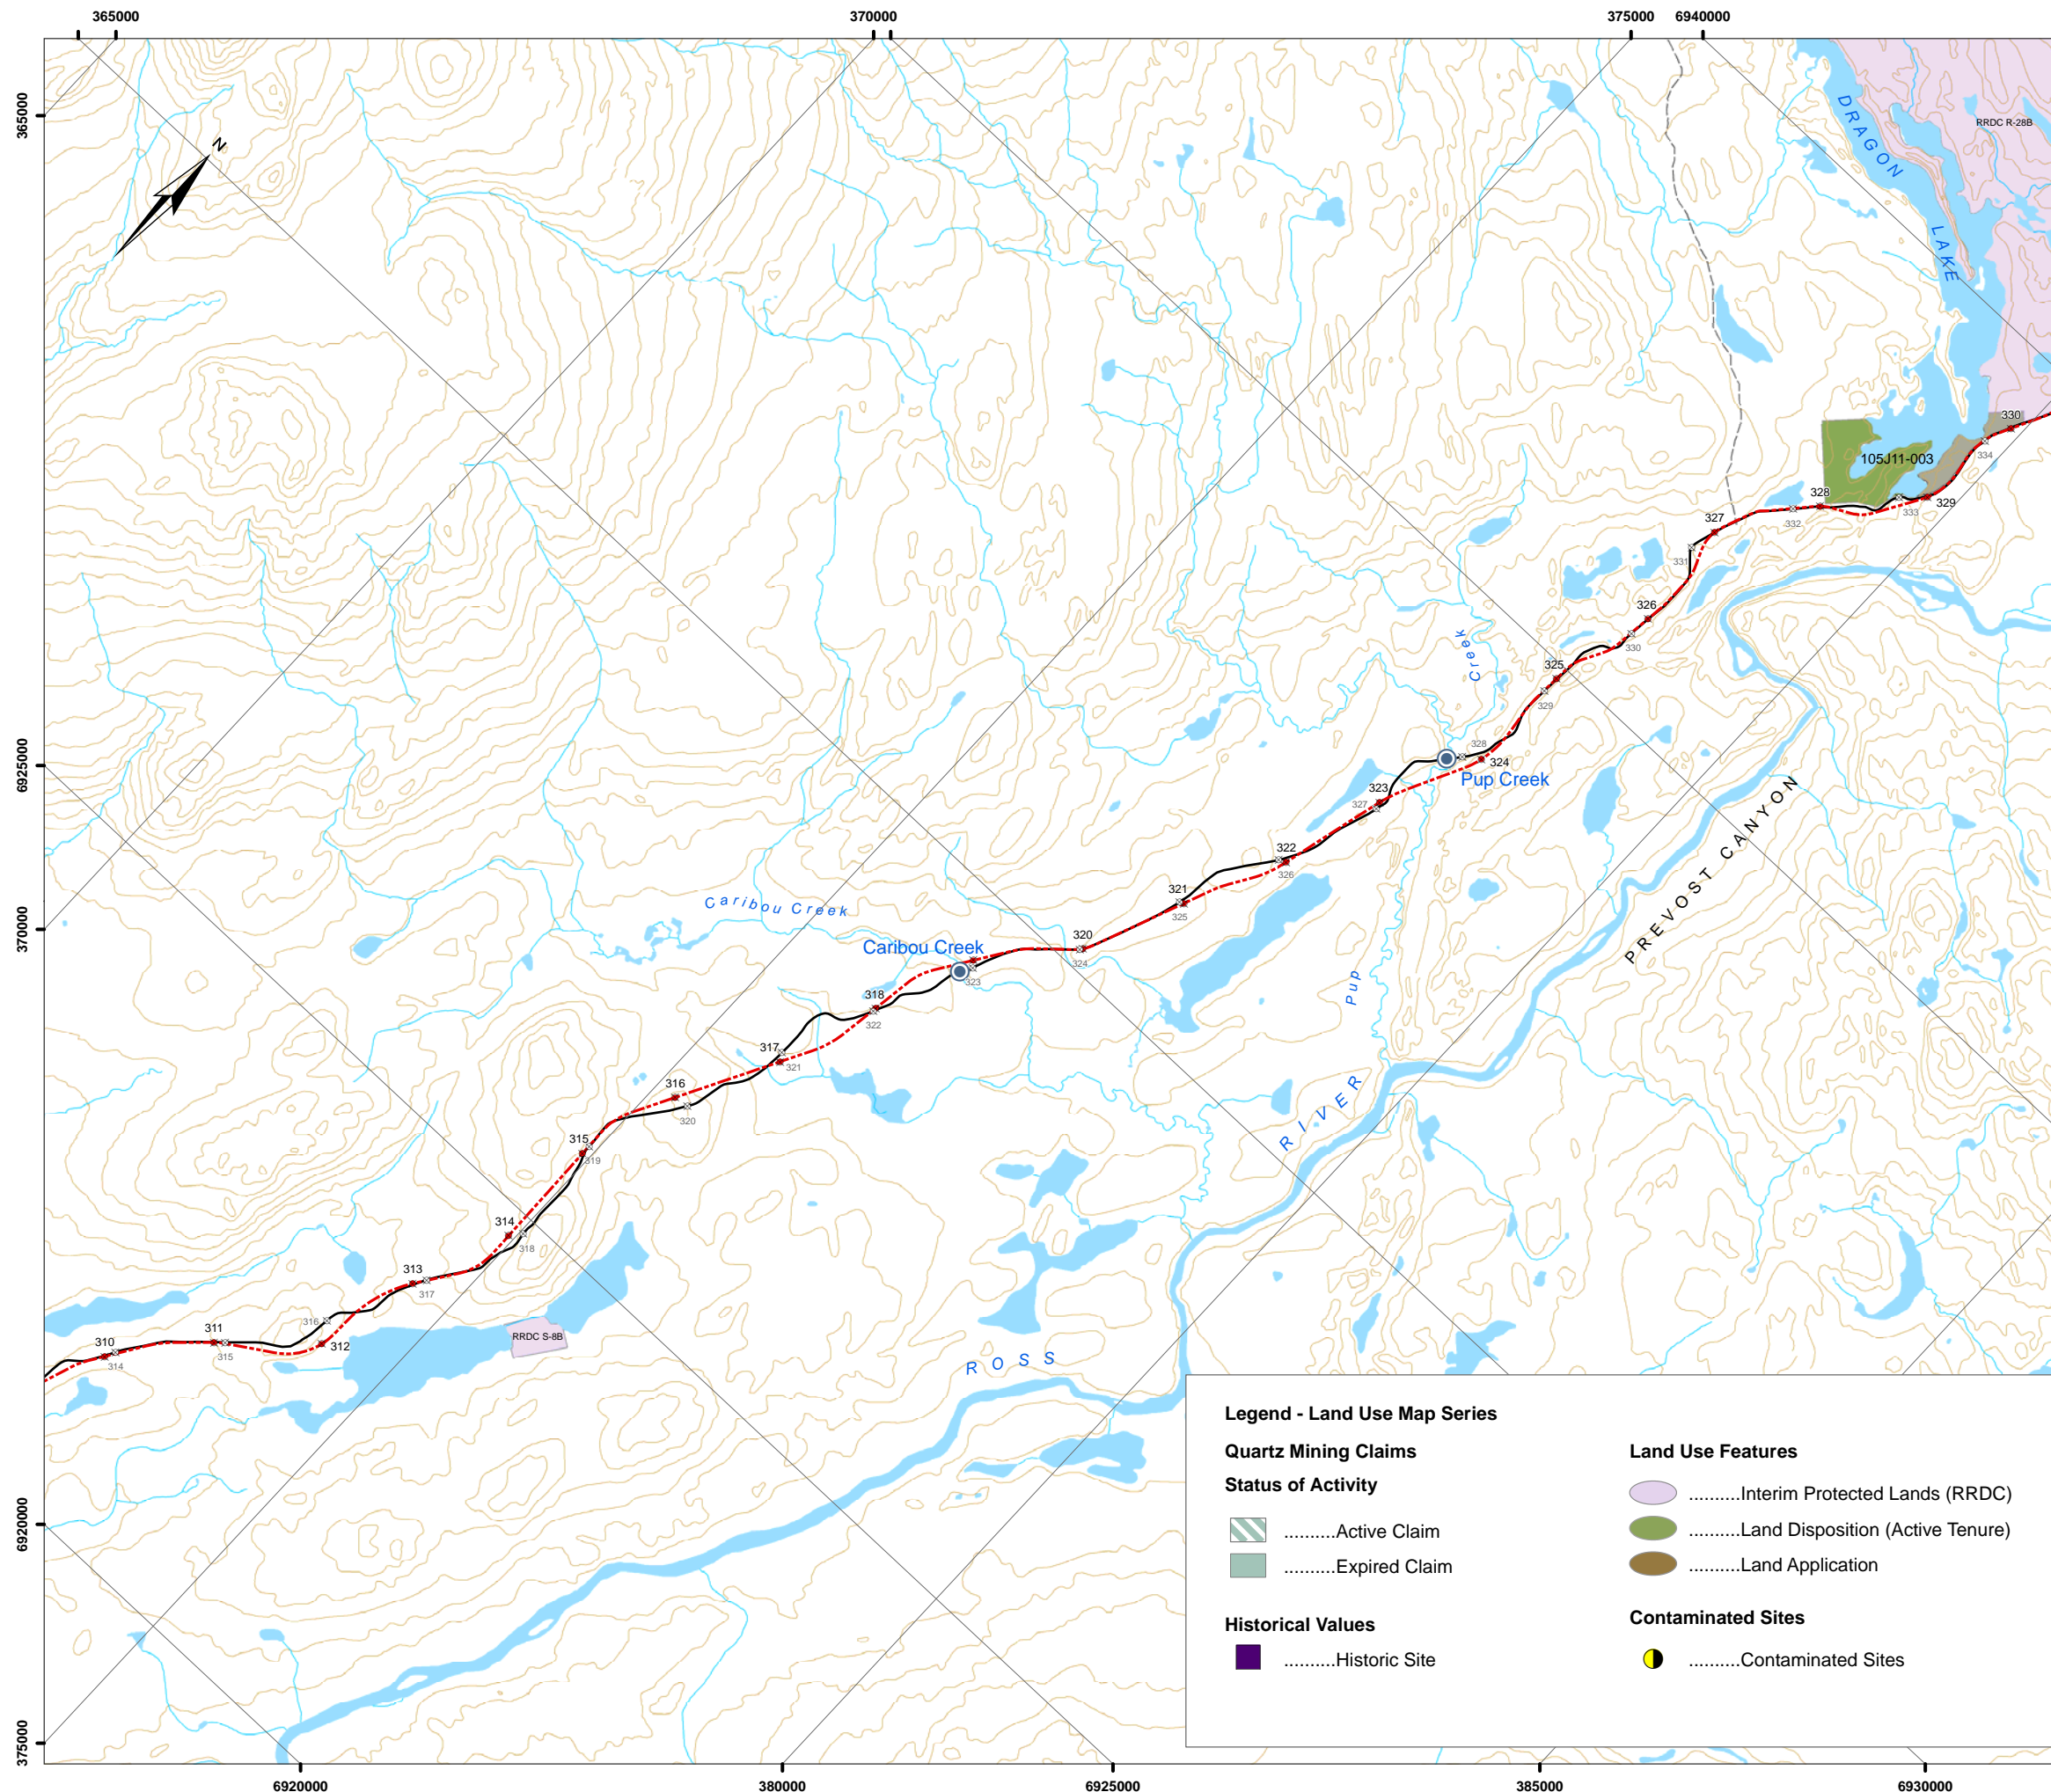 365000
370000
375000
6940000
365000
N
DRAGON
LAKE
RRDC R-28B
330
334
105J11-003
328
332
333
329
327
331
326
330
325
329
Creek
328
324
Pup Creek
323
327
6925000
PREVOST CANYON
322
326
321
325
Caribou Creek
320
324
370000
Caribou Creek
323
318
322
Pup
317
321
316
320
RIVER
315
319
314
318
313
317
316
312
311
315
310
314
RRDC S-8B
ROSS
Legend - Land Use Map Series
Quartz Mining Claims
Status of Activity
..........Active Claim
..........Expired Claim
Historical Values
..........Historic Site
Land Use Features
..........Interim Protected Lands (RRDC)
..........Land Disposition (Active Tenure)
..........Land Application
Contaminated Sites
..........Contaminated Sites
6920000
375000
6920000
380000
6925000
385000
6930000